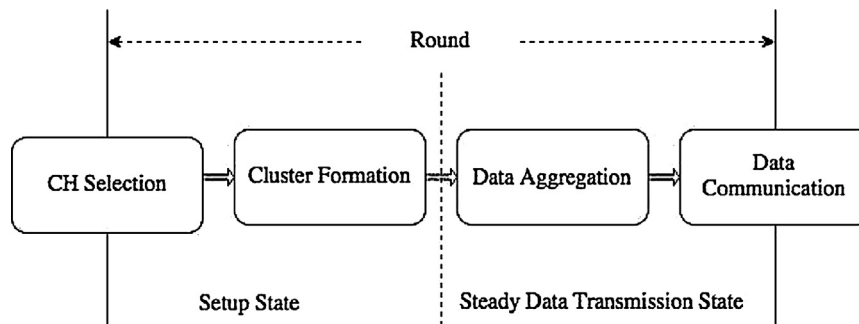 Round
CH Selection
Cluster Formation
Data Aggregation
Data
Communication
Setup State
Steady Data Transmission State